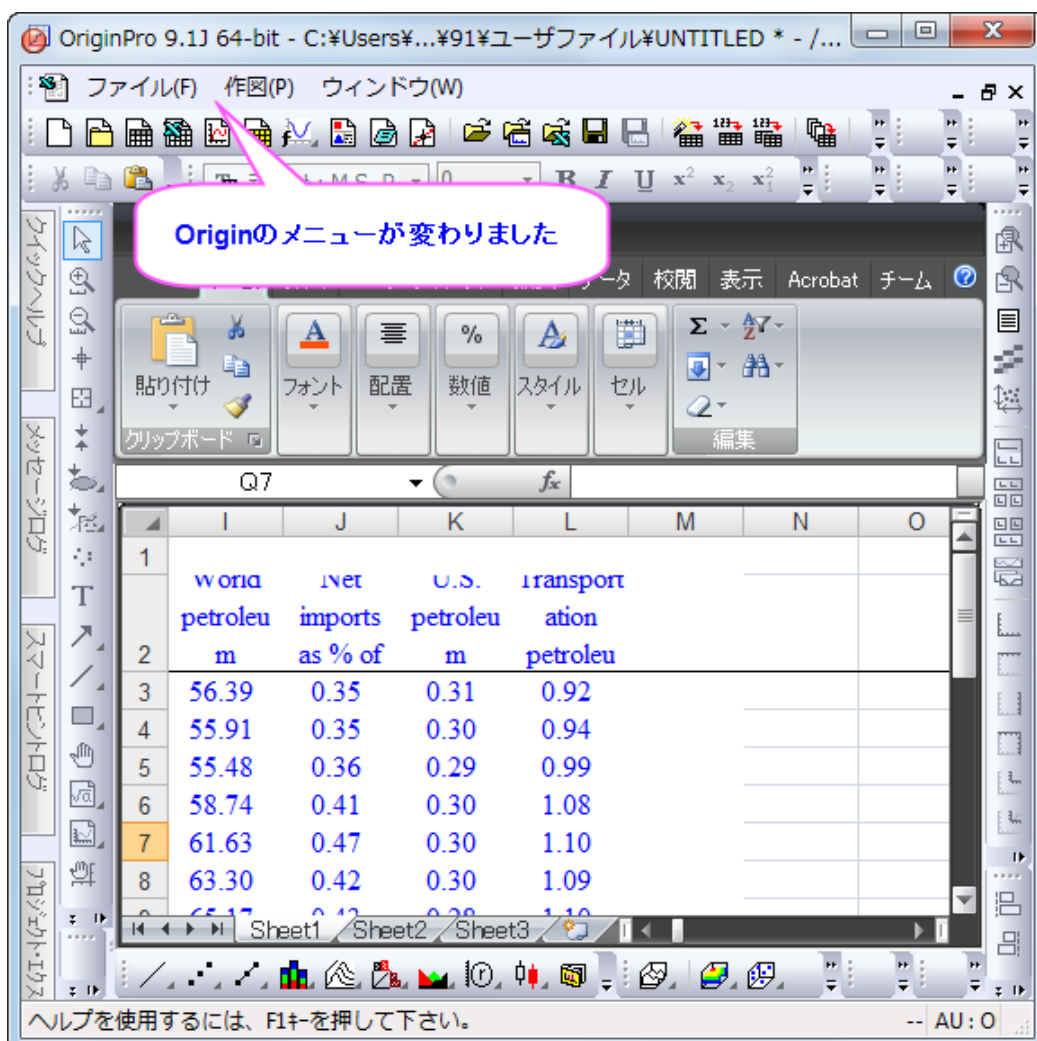 OriginPro 9.1J 64-bit - C:¥Users¥...¥91¥ユーザファイル¥UNTITLED * - /...
ファイル(F) 作図(P) ウィンドウ(W)
B I U x² x₂
Originのメニューが変わりました
データ 校閲 表示 Acrobat チーム
貼り付け フォント 配置 数値 スタイル セル
クリップボード 編集
Q7 fx
I J K L M N O
1
World Net U.S. Transport
petroleu imports petroleu ation
2 m as % of m petroleu
3 56.39 0.35 0.31 0.92
4 55.91 0.35 0.30 0.94
5 55.48 0.36 0.29 0.99
6 58.74 0.41 0.30 1.08
7 61.63 0.47 0.30 1.10
8 63.30 0.42 0.30 1.09
Sheet1 Sheet2 Sheet3
クイックヘルプ
メッセージログ
スマートヒントログ
プロジェクト・エクス
ヘルプを使用するには、F1キーを押して下さい。 -- AU : O